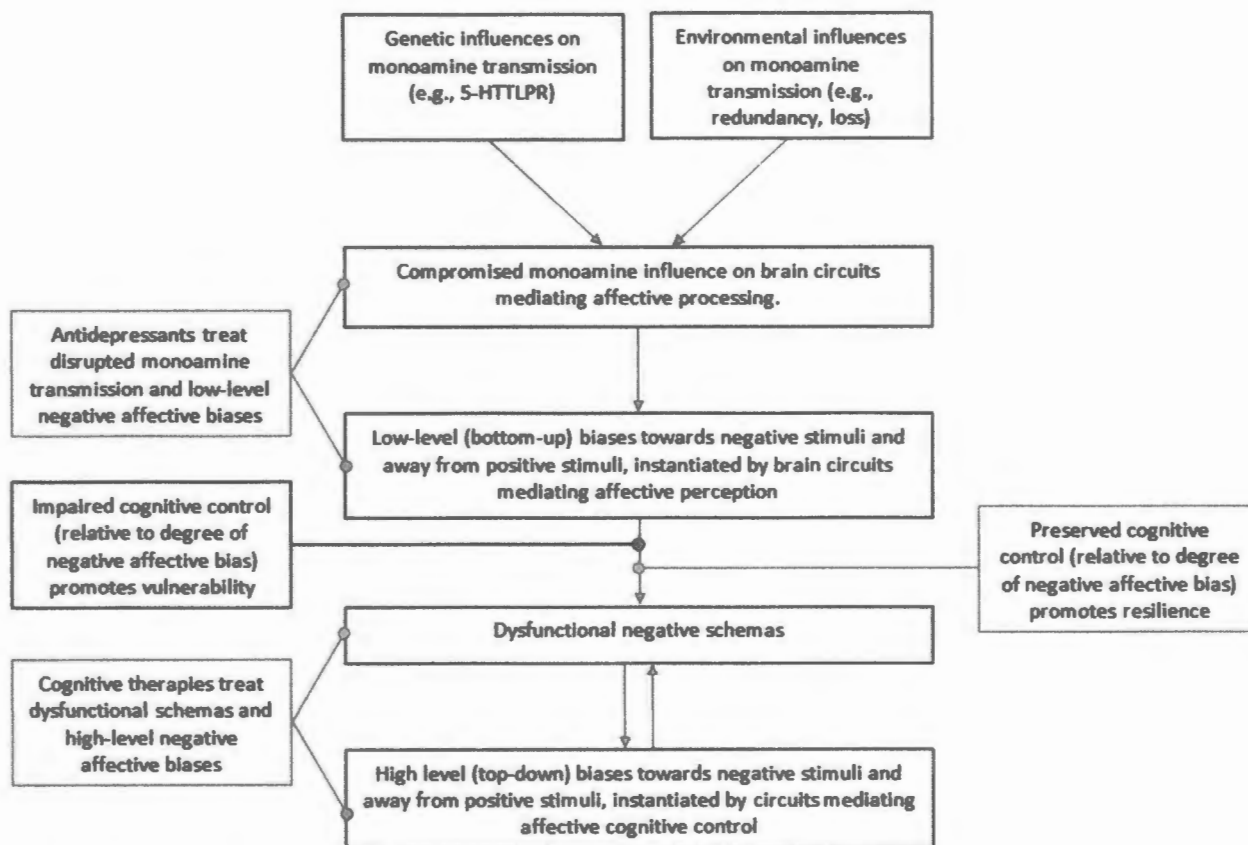 Genetic influences on
monoamine transmission
(e.g., 5-HTTLPR)
Environmental influences
on monoamine
transmission (e.g.,
redundancy, loss)
Compromised monoamine influence on brain circuits
mediating affective processing.
Antidepressants treat
disrupted monoamine
transmission and low-level
negative affective biases
Low-level (bottom-up) biases towards negative stimuli and
away from positive stimuli, instantiated by brain circuits
mediating affective perception
Impaired cognitive control
(relative to degree of
negative affective bias)
promotes vulnerability
Preserved cognitive
control (relative to degree
of negative affective bias)
promotes resilience
Dysfunctional negative schemas
Cognitive therapies treat
dysfunctional schemas and
high-level negative
affective biases
High level (top-down) biases towards negative stimuli and
away from positive stimuli, instantiated by circuits mediating
affective cognitive control